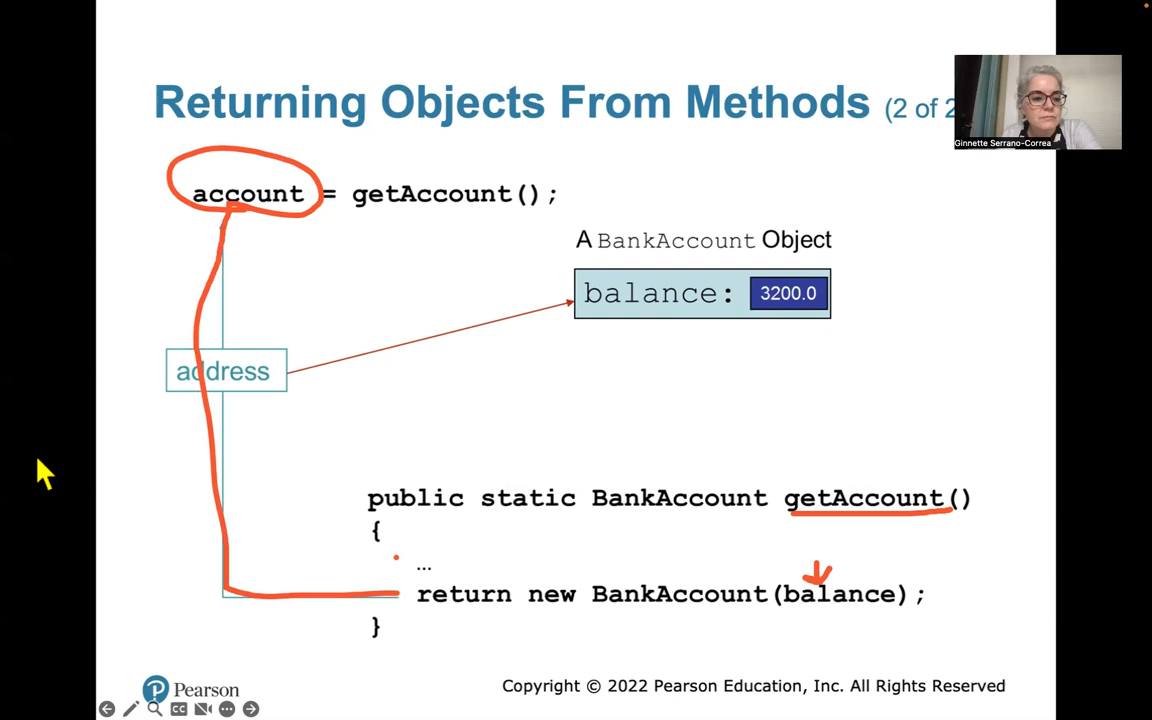 Returning Objects From Methods (2 of 2
Ginnette Serrano-Correa
account = getAccount();
A BankAccount Object
balance: 3200.0
address
public static BankAccount getAccount()
{
...
return new BankAccount(balance);
}
Pearson
Copyright © 2022 Pearson Education, Inc. All Rights Reserved
CC